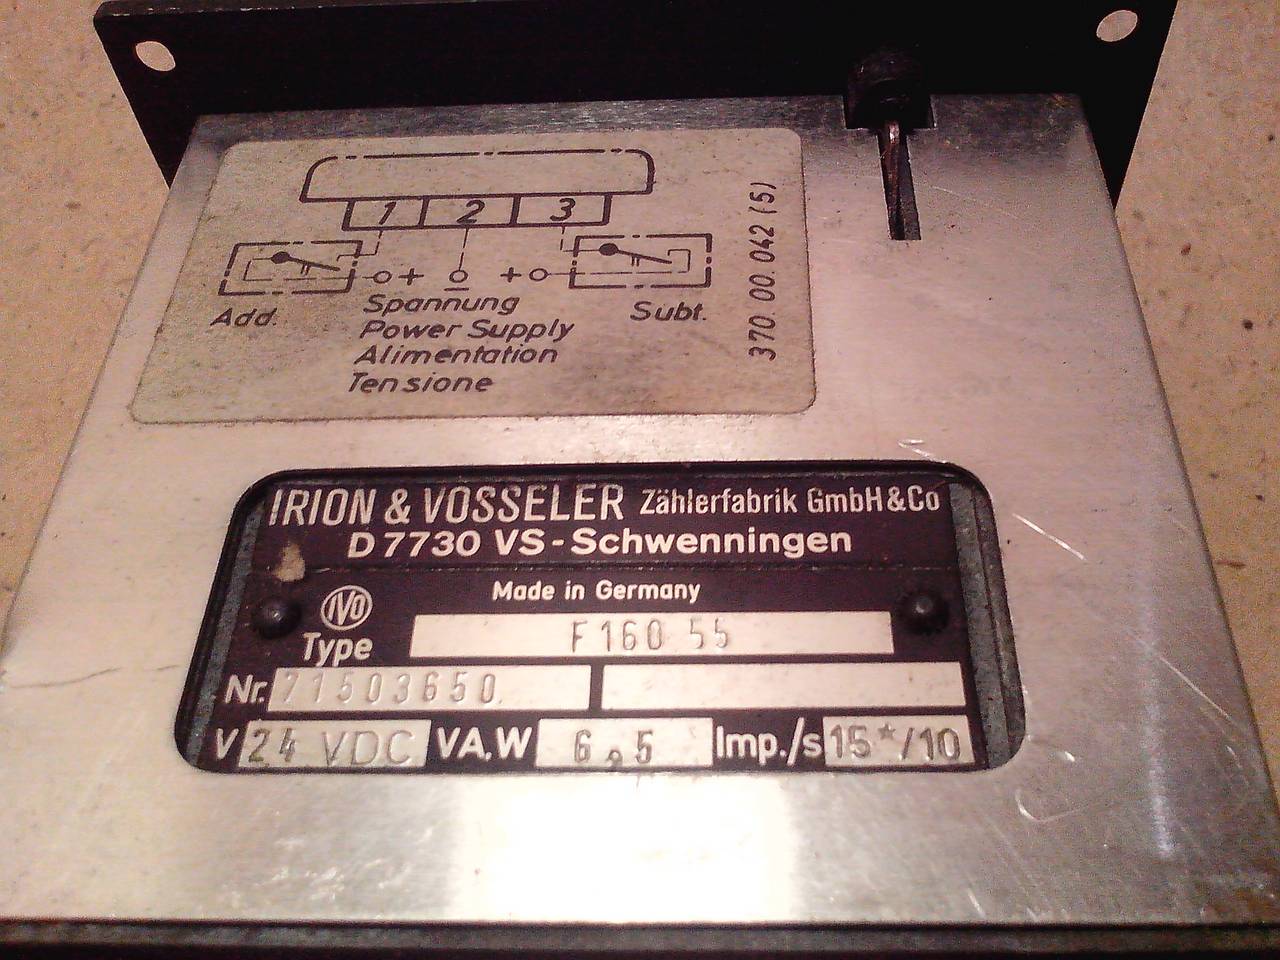 1 2 3
+ − +
Add.
Subt.
Spannung
Power Supply
Alimentation
Tensione
370.00.042 (5)
IRION & VOSSELER Zählerfabrik GmbH & Co
D 7730 VS-Schwenningen
Made in Germany
IVO
Type F 160 55
Nr. 71503650
V 24 VDC VA.W 6,5 Imp./s 15*/10